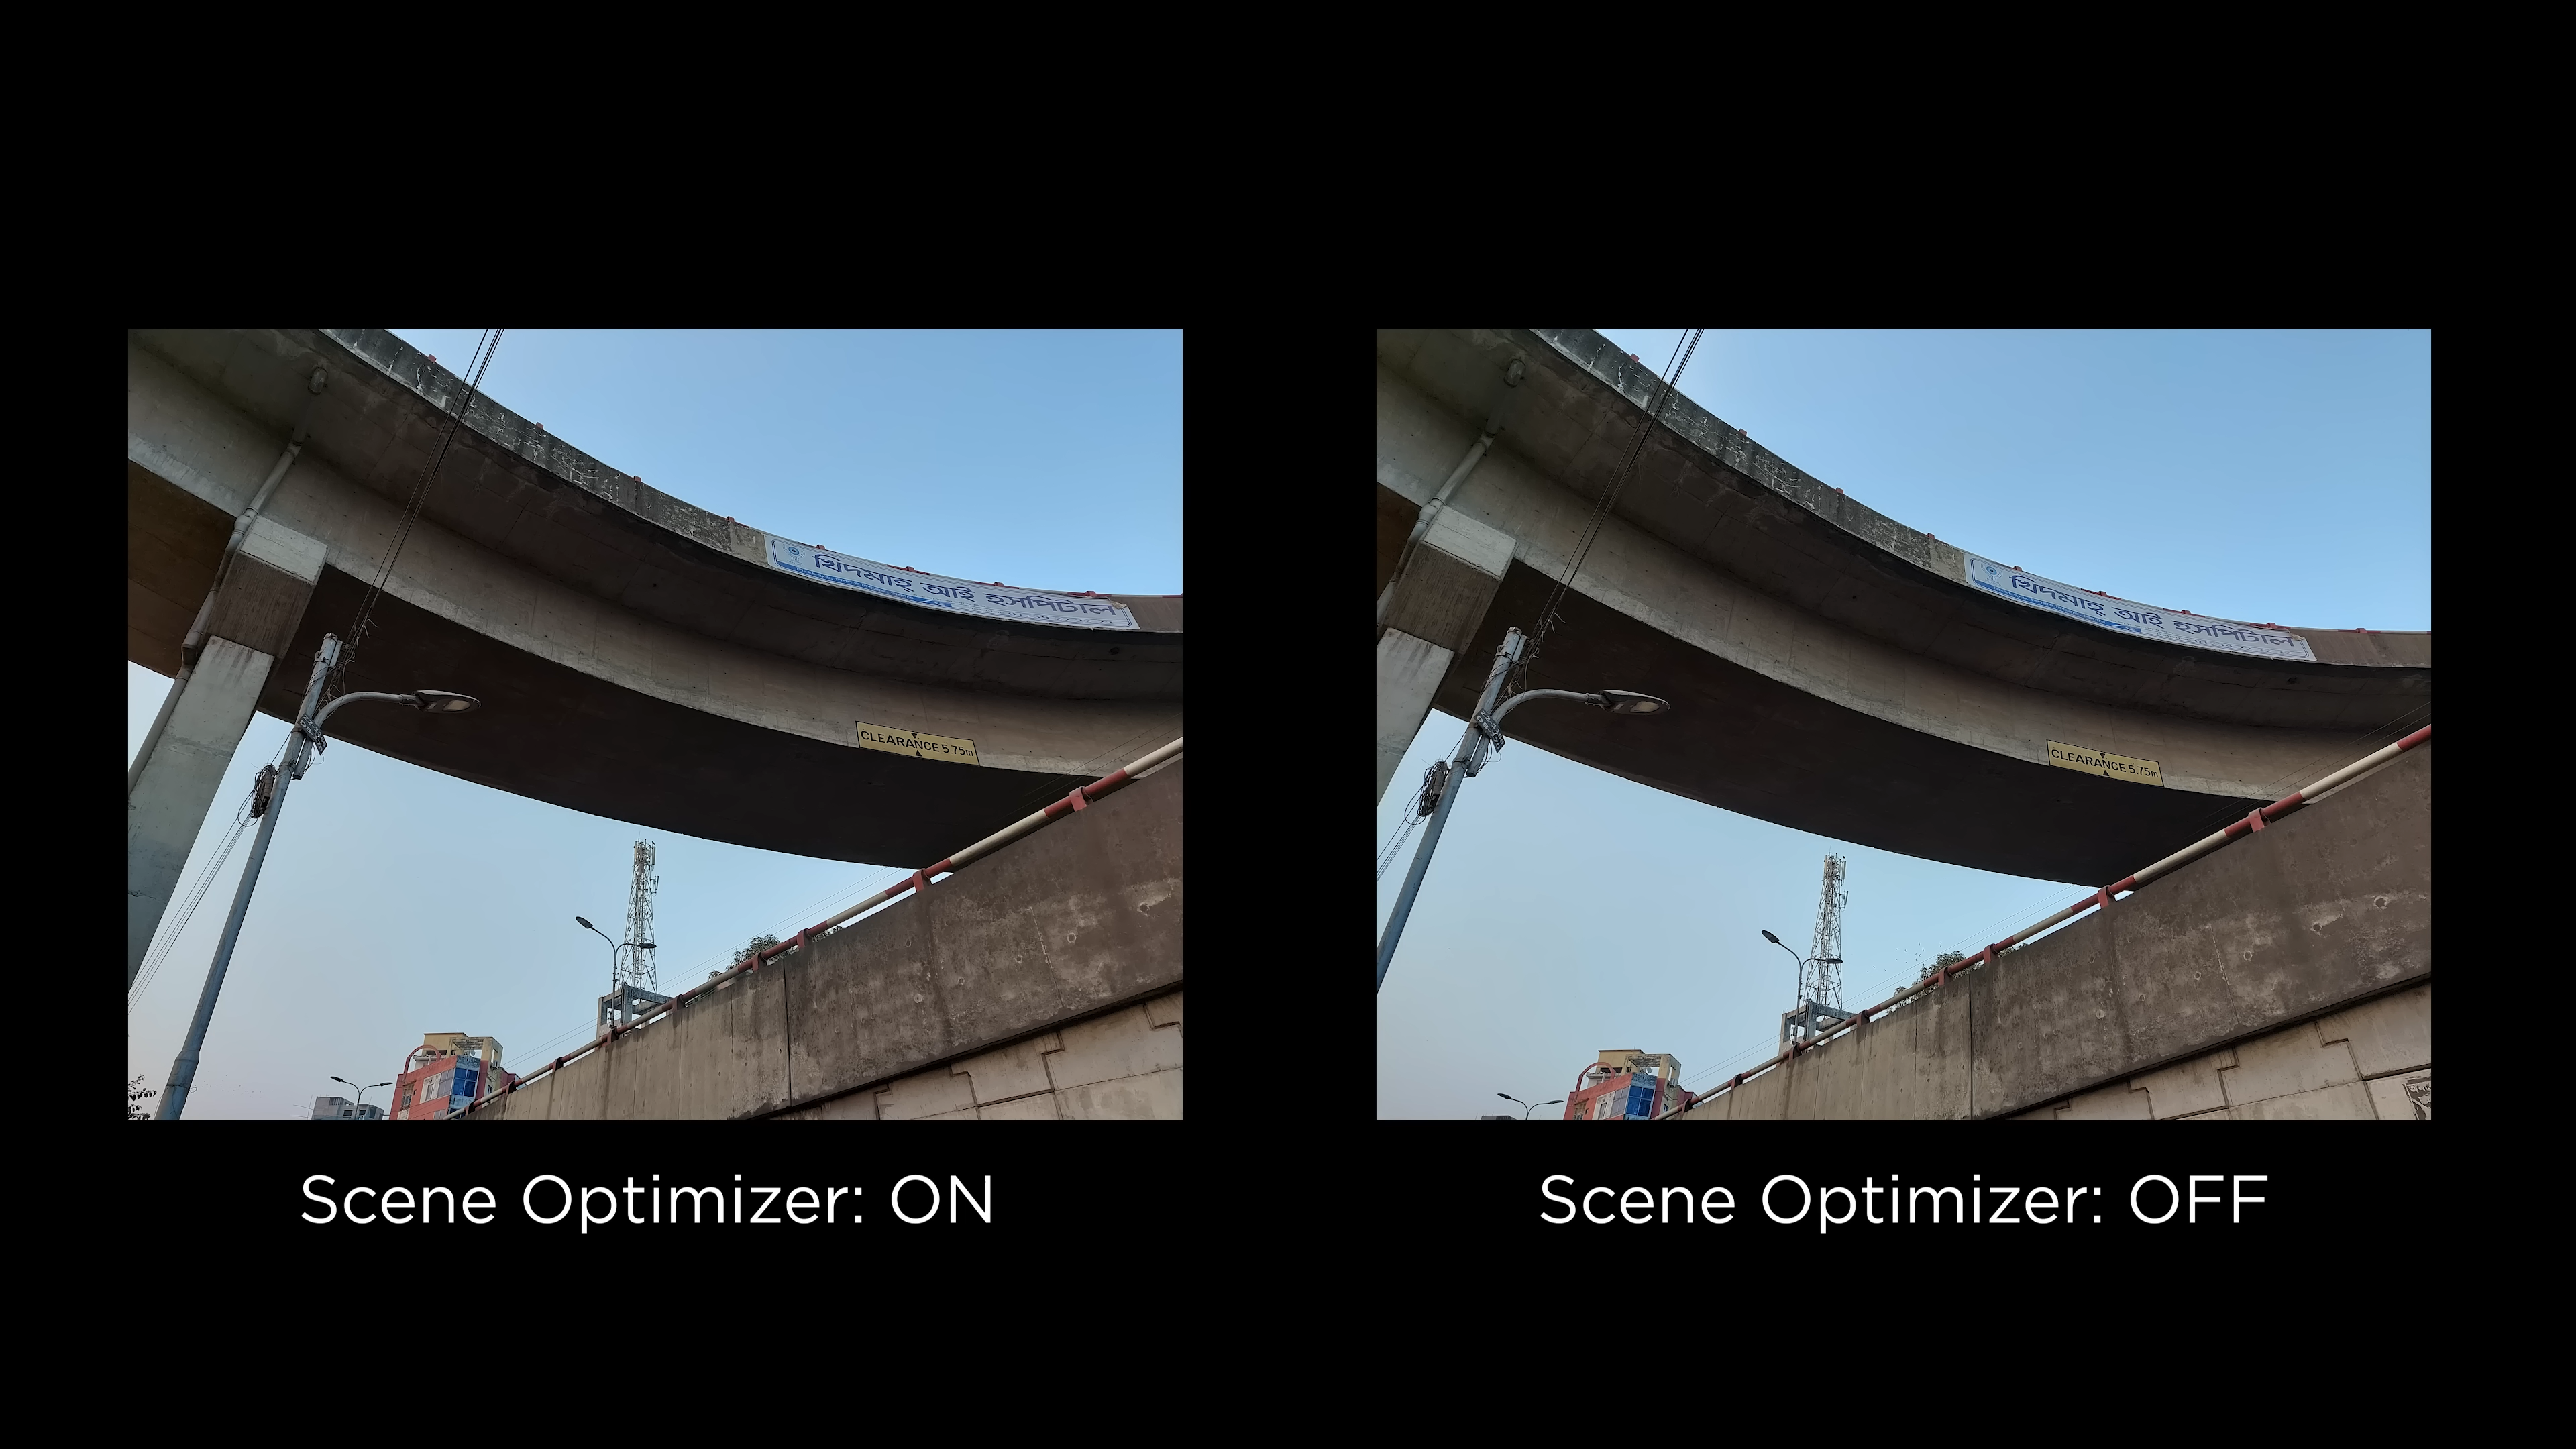 খিদমাহ্ আই হসপিটাল
CLEARANCE 5.75m
খিদমাহ্ আই হসপিটাল
CLEARANCE 5.75m
Scene Optimizer: ON
Scene Optimizer: OFF